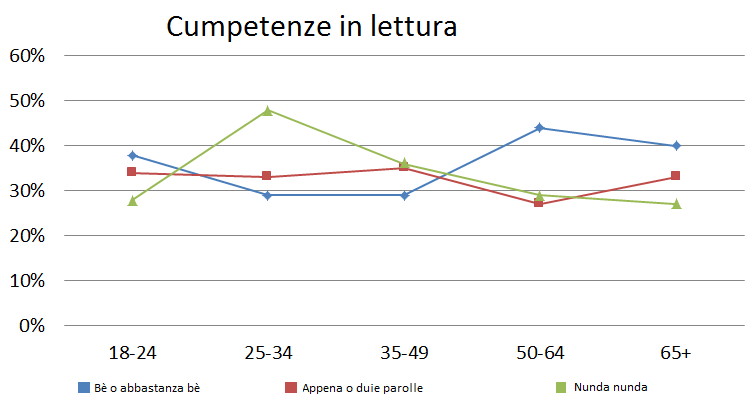 Cumpetenze in lettura
60%
50%
40%
30%
20%
10%
0%
18-24 25-34 35-49 50-64 65+
Bè o abbastanza bè Appena o duie parolle Nunda nunda